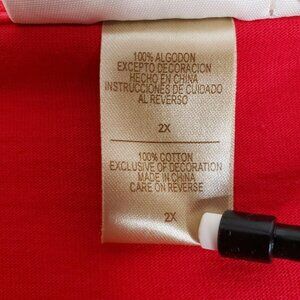 100% ALGODON
EXCEPTO DECORACION
HECHO EN CHINA
INSTRUCCIONES DE CUIDADO
AL REVERSO
2X
100% COTTON
EXCLUSIVE OF DECORATION
MADE IN CHINA
CARE ON REVERSE
2X